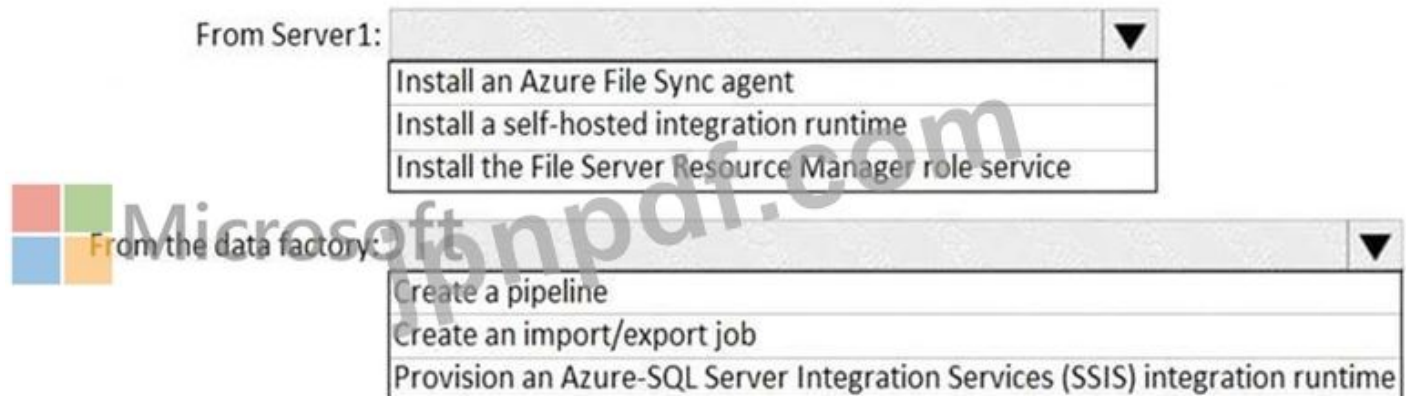 From Server1:
Install an Azure File Sync agent
Install a self-hosted integration runtime
Install the File Server Resource Manager role service
Microsoft
jpnpdf.com
From the data factory:
Create a pipeline
Create an import/export job
Provision an Azure-SQL Server Integration Services (SSIS) integration runtime